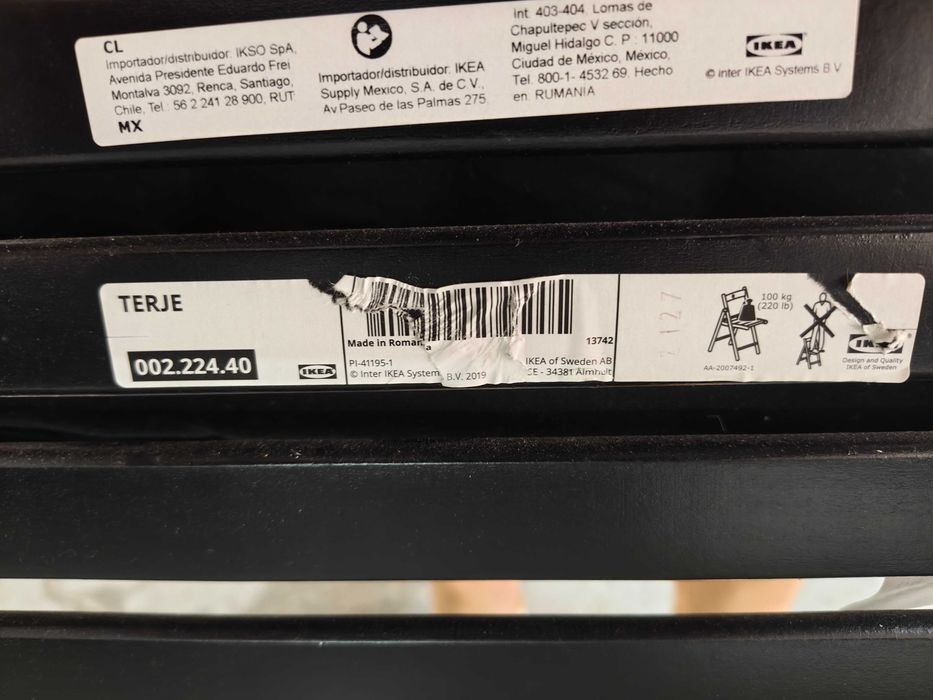 CL
Importador/distribuidor: IKSO SpA,
Avenida Presidente Eduardo Frei
Montalva 3092, Renca, Santiago,
Chile, Tel : 56 2 241 28 900, RUT
MX
Importador/distribuidor: IKEA
Supply Mexico, S.A. de C.V.,
Av.Paseo de las Palmas 275
Int. 403-404. Lomas de
Chapultepec V sección,
Miguel Hidalgo C. P.: 11000
Ciudad de México, México,
Tel. 800-1- 4532 69. Hecho
en: RUMANIA
IKEA
© Inter IKEA Systems B.V.
TERJE
002.224.40
IKEA
Made in Romania
13742
PI-41195-1
© Inter IKEA System B.V. 2019
IKEA of Sweden AB
SE - 34381 Älmhult
2127
100 kg
(220 lb)
AA-2007492-1
IK
Design and Quality
IKEA of Sweden